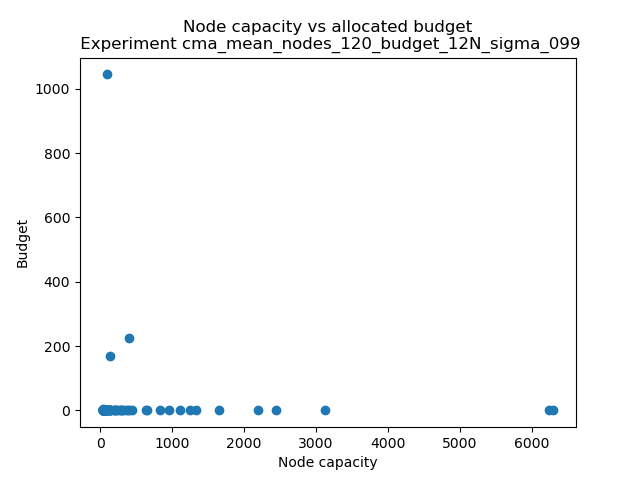 Node capacity vs allocated budget
Experiment cma_mean_nodes_120_budget_12N_sigma_099
1000
800
600
400
200
0
Budget
0 1000 2000 3000 4000 5000 6000
Node capacity